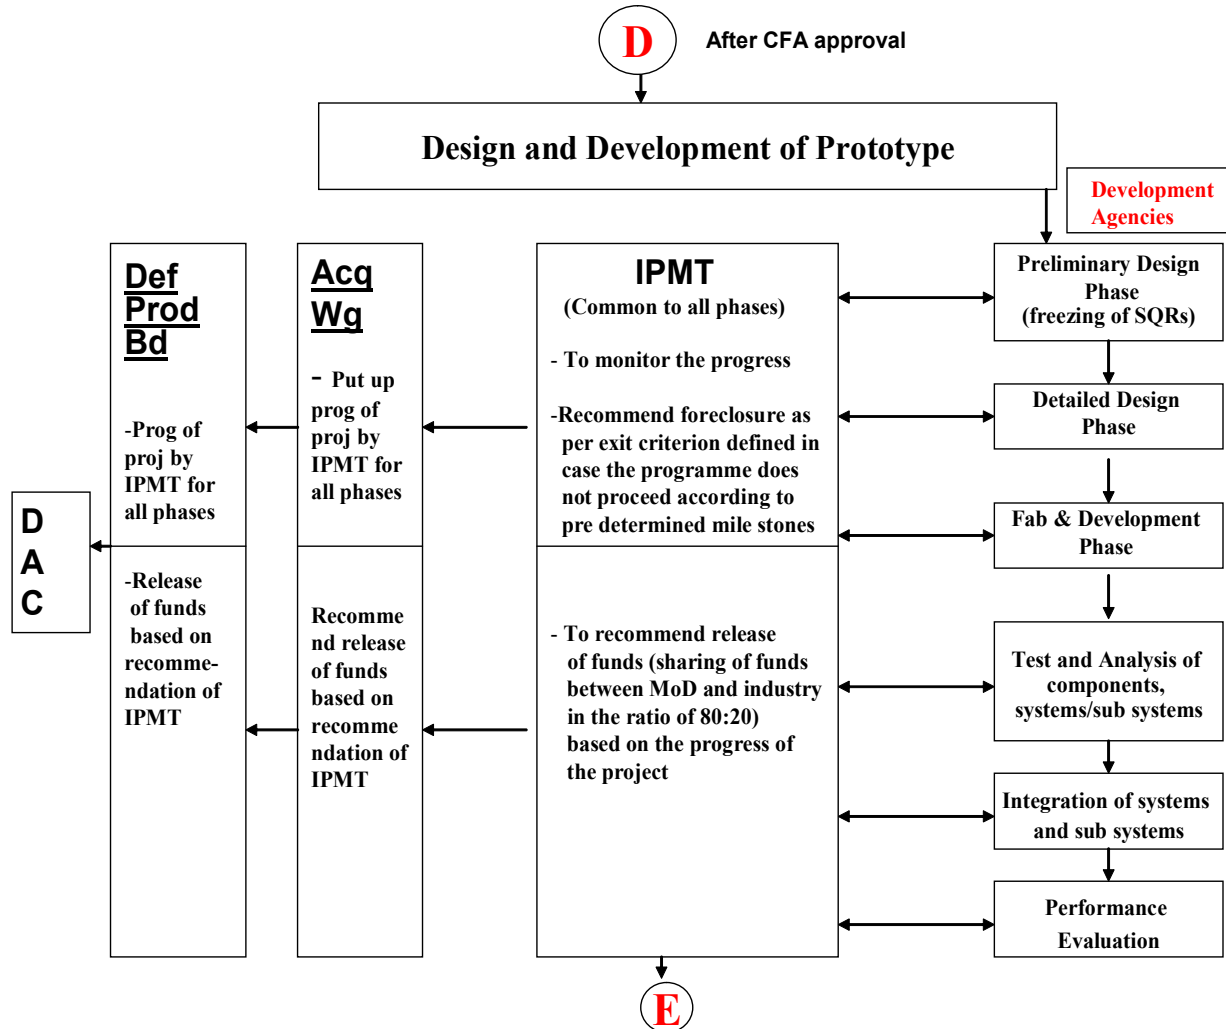 D
After CFA approval
Design and Development of Prototype
Development
Agencies
Def
Prod
Bd
-Prog of
proj by
IPMT for
all phases
-Release
of funds
based on
recomme-
ndation of
IPMT
D
A
C
Acq
Wg
- Put up
prog of
proj by
IPMT for
all phases
Recomme
nd release
of funds
based on
recomme
ndation of
IPMT
IPMT
(Common to all phases)
- To monitor the progress
-Recommend foreclosure as
per exit criterion defined in
case the programme does
not proceed according to
pre determined mile stones
- To recommend release
of funds (sharing of funds
between MoD and industry
in the ratio of 80:20)
based on the progress of
the project
Preliminary Design
Phase
(freezing of SQRs)
Detailed Design
Phase
Fab & Development
Phase
Test and Analysis of
components,
systems/sub systems
Integration of systems
and sub systems
Performance
Evaluation
E